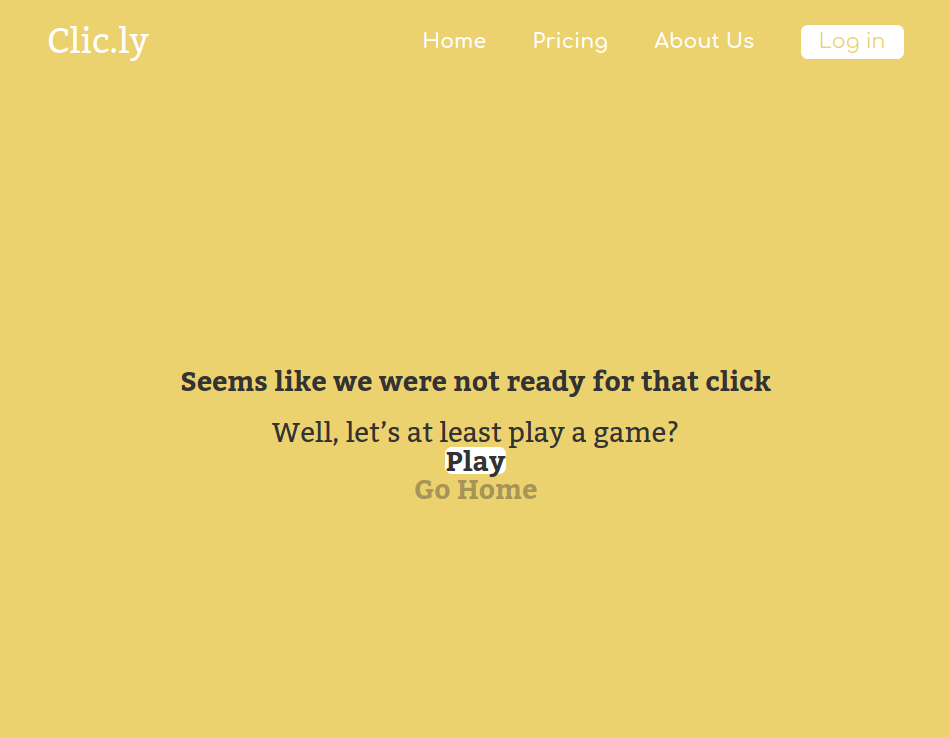 Clic.ly
Home Pricing About Us Log in
Seems like we were not ready for that click
Well, let’s at least play a game?
Play
Go Home